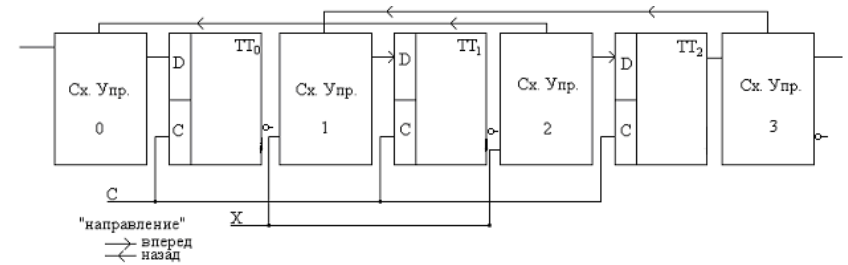 TT₀
TT₁
TT₂
D
D
D
Сх. Упр.
0
Сх. Упр.
1
Сх. Упр.
2
Сх. Упр.
3
C
C
C
C
X
"направление"
вперед
назад